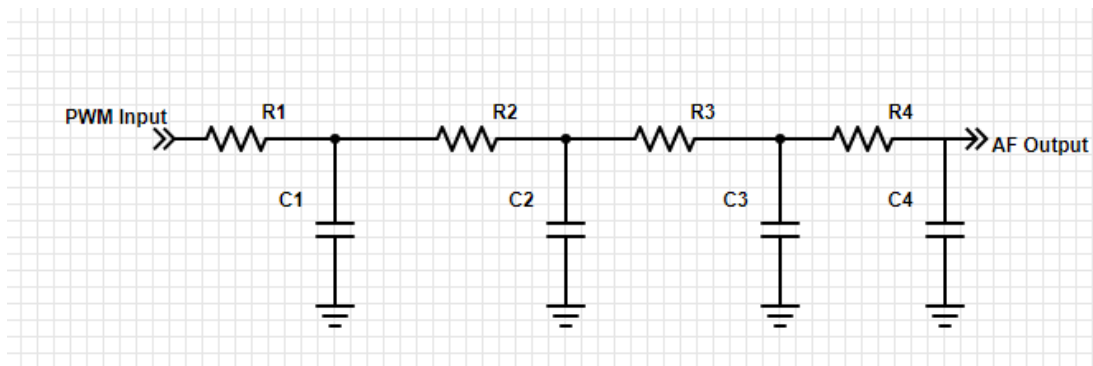 PWM Input
R1
R2
R3
R4
AF Output
C1
C2
C3
C4